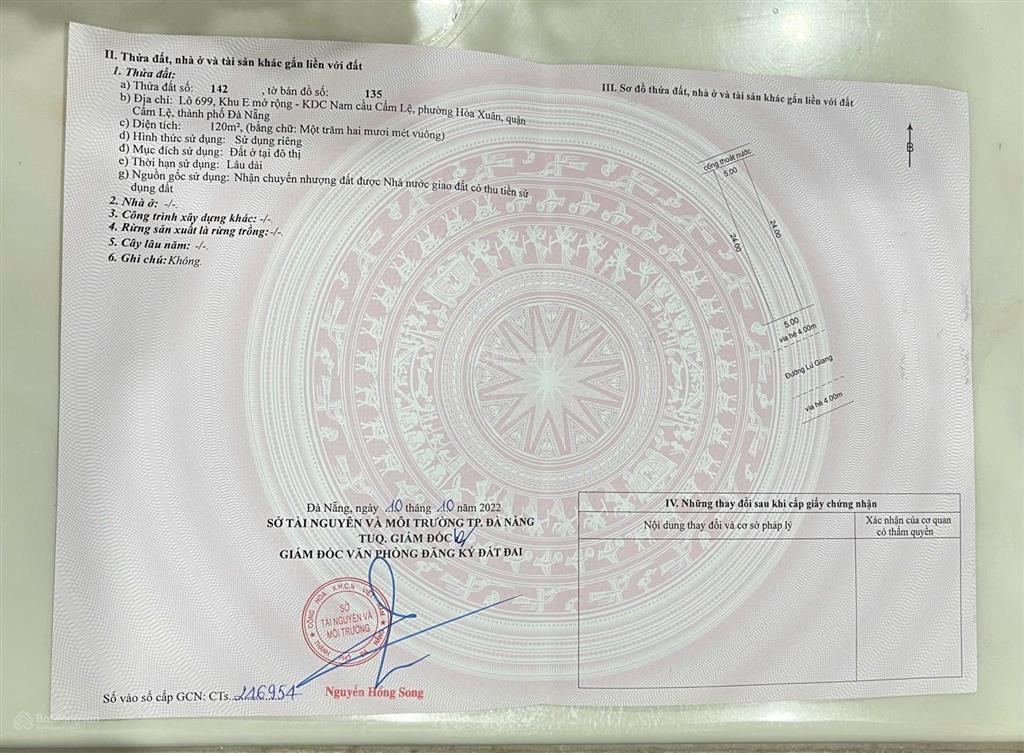 II. Thửa đất, nhà ở và tài sản khác gắn liền với đất
1. Thửa đất:
a) Thửa đất số: 142 , tờ bản đồ số: 135
b) Địa chỉ: Lô 699, Khu E mở rộng - KDC Nam cầu Cẩm Lệ, phường Hòa Xuân, quận
Cẩm Lệ, thành phố Đà Nẵng
c) Diện tích: 120m², (bằng chữ: Một trăm hai mươi mét vuông)
d) Hình thức sử dụng: Sử dụng riêng
đ) Mục đích sử dụng: Đất ở tại đô thị
e) Thời hạn sử dụng: Lâu dài
g) Nguồn gốc sử dụng: Nhận chuyển nhượng đất được Nhà nước giao đất có thu tiền sử
dụng đất
2. Nhà ở: -/-.
3. Công trình xây dựng khác: -/-.
4. Rừng sản xuất là rừng trồng: -/-.
5. Cây lâu năm: -/-.
6. Ghi chú: Không.
III. Sơ đồ thửa đất, nhà ở và tài sản khác gắn liền với đất
B
cống thoát nước
5.00
24.00
24.00
5.00
vỉa hè 4.00m
Đường Lư Giang
vỉa hè 4.00m
Đà Nẵng, ngày 10 tháng 10 năm 2022
SỞ TÀI NGUYÊN VÀ MÔI TRƯỜNG TP. ĐÀ NẴNG
TUQ. GIÁM ĐỐC
GIÁM ĐỐC VĂN PHÒNG ĐĂNG KÝ ĐẤT ĐAI
CỘNG HÒA X.H.C.N VIỆT NAM
SỞ
TÀI NGUYÊN VÀ
MÔI TRƯỜNG
THÀNH PHỐ ĐÀ NẴNG
Nguyễn Hồng Song
Số vào sổ cấp GCN: CTs 216954
IV. Những thay đổi sau khi cấp giấy chứng nhận
Nội dung thay đổi và cơ sở pháp lý
Xác nhận của cơ quan
có thẩm quyền